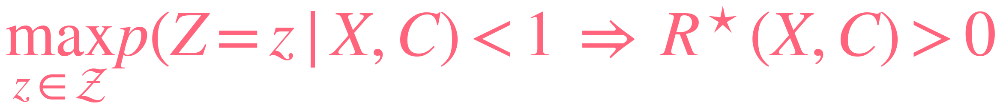 max p(Z = z | X, C) < 1 ⇒ R★(X, C) > 0
z ∈ 𝒵